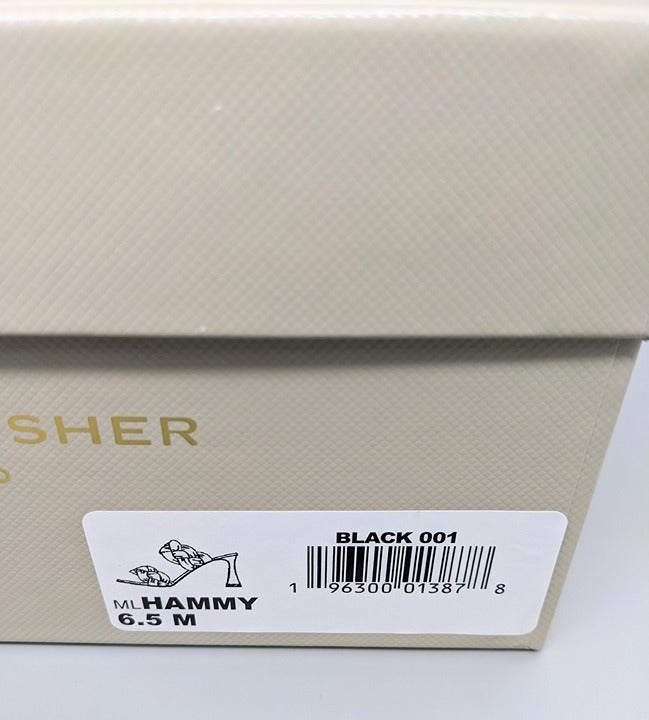 SHER
BLACK 001
1 96300 01387 8
MLHAMMY
6.5 M